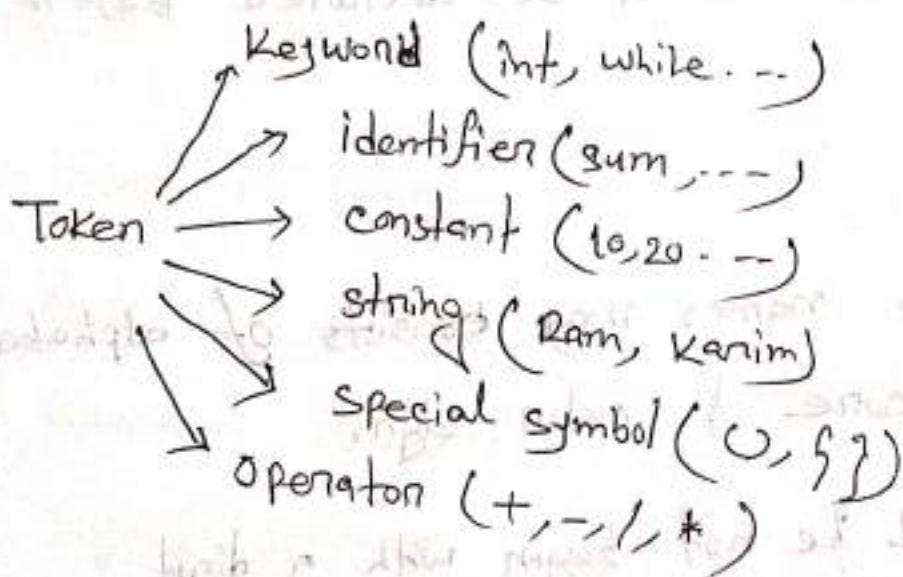 Keyword (int, while...)
identifier (sum,....)
Token
constant (10,20...)
string (Ram, Karim)
special symbol ((), {})
Operator (+,-,/,*)